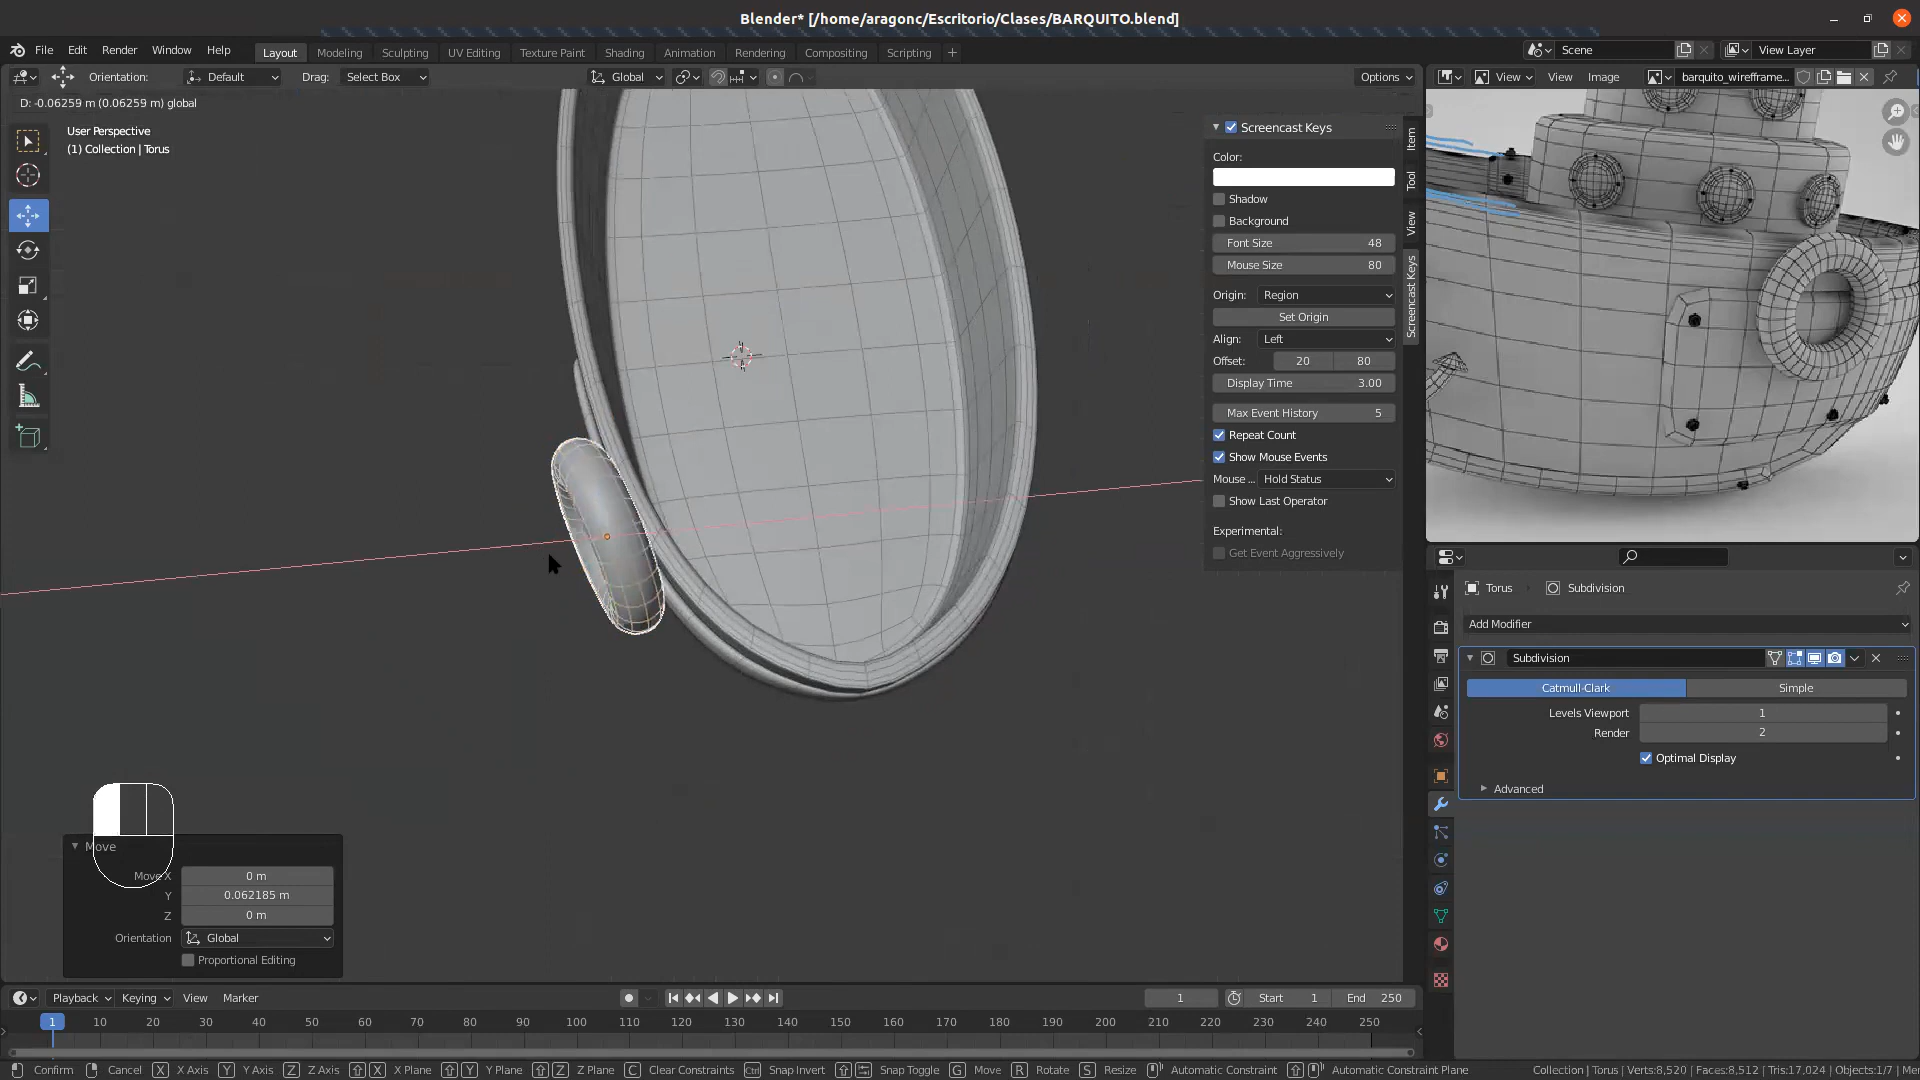 Blender* [/home/aragonc/Escritorio/Clases/BARQUITO.blend]
File Edit Render Window Help Layout Modeling Sculpting UV Editing Texture Paint Shading Animation Rendering Compositing Scripting + Scene View Layer
Orientation: Default Drag: Select Box Global Options View View Image barquito_wireframe...
D: -0.06259 m (0.06259 m) global
User Perspective
(1) Collection | Torus
Screencast Keys
Color:
Shadow
Background
Font Size 48
Mouse Size 80
Origin: Region
Set Origin
Align: Left
Offset: 20 80
Display Time 3.00
Max Event History 5
Repeat Count
Show Mouse Events
Mouse ... Hold Status
Show Last Operator
Experimental:
Get Event Aggressively
Item
Tool
View
Screencast Keys
Torus Subdivision
Add Modifier
Subdivision
Catmull-Clark Simple
Levels Viewport 1
Render 2
Optimal Display
Advanced
Move
Move X 0 m
Y 0.062185 m
Z 0 m
Orientation Global
Proportional Editing
Playback Keying View Marker 1 Start 1 End 250
1 10 20 30 40 50 60 70 80 90 100 110 120 130 140 150 160 170 180 190 200 210 220 230 240 250
Confirm Cancel X X Axis Y Y Axis Z Z Axis X X Plane Y Y Plane Z Z Plane C Clear Constraints Ctrl Snap Invert Snap Toggle G Move R Rotate S Resize Automatic Constraint Automatic Constraint Plane Collection | Torus | Verts:8,520 | Faces:8,512 | Tris:17,024 | Objects:1/7 | Me